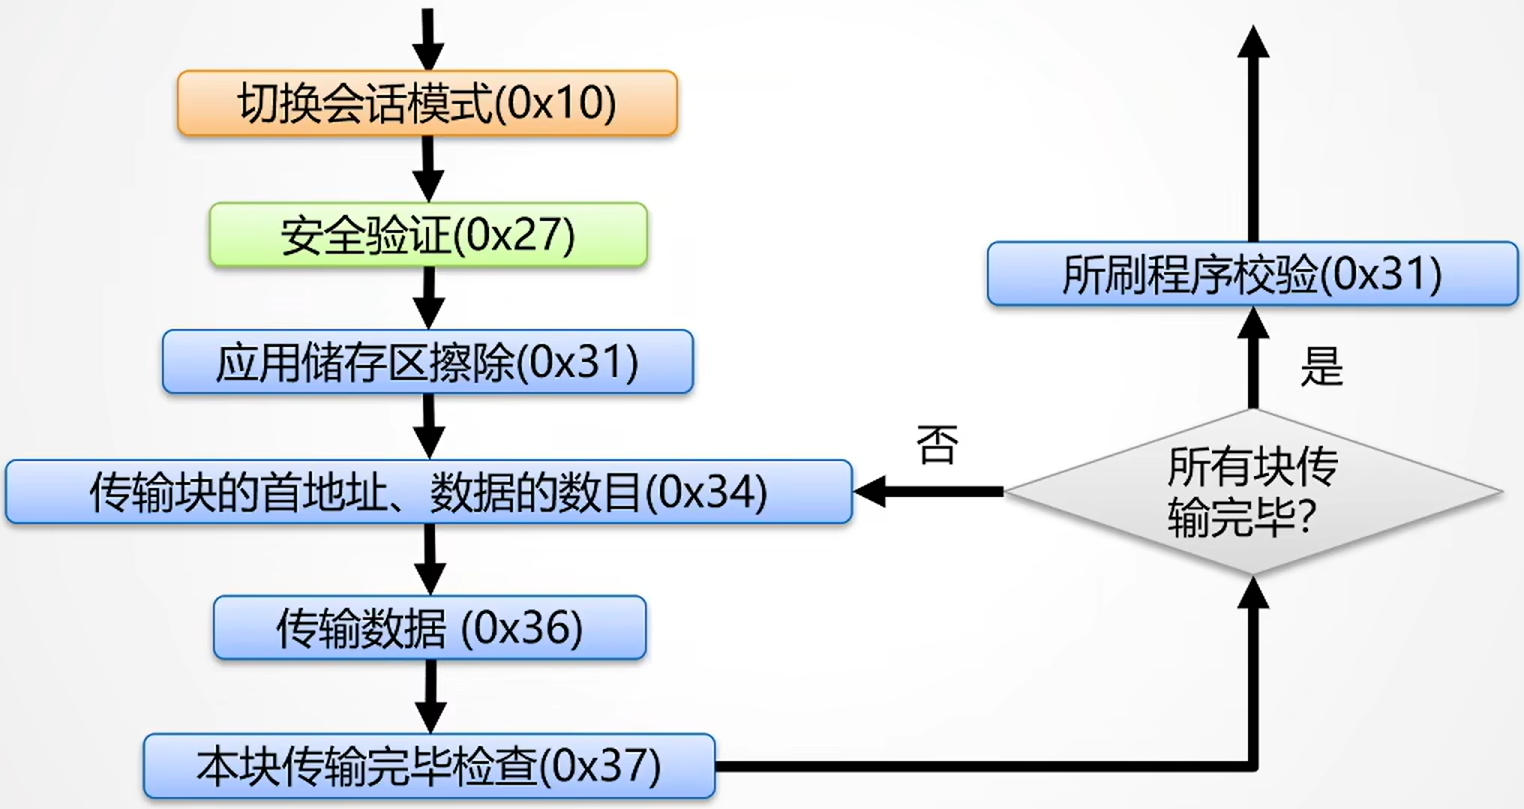 切换会话模式(0x10)
安全验证(0x27)
应用储存区擦除(0x31)
传输块的首地址、数据的数目(0x34)
传输数据 (0x36)
本块传输完毕检查(0x37)
所有块传
输完毕？
否
是
所刷程序校验(0x31)